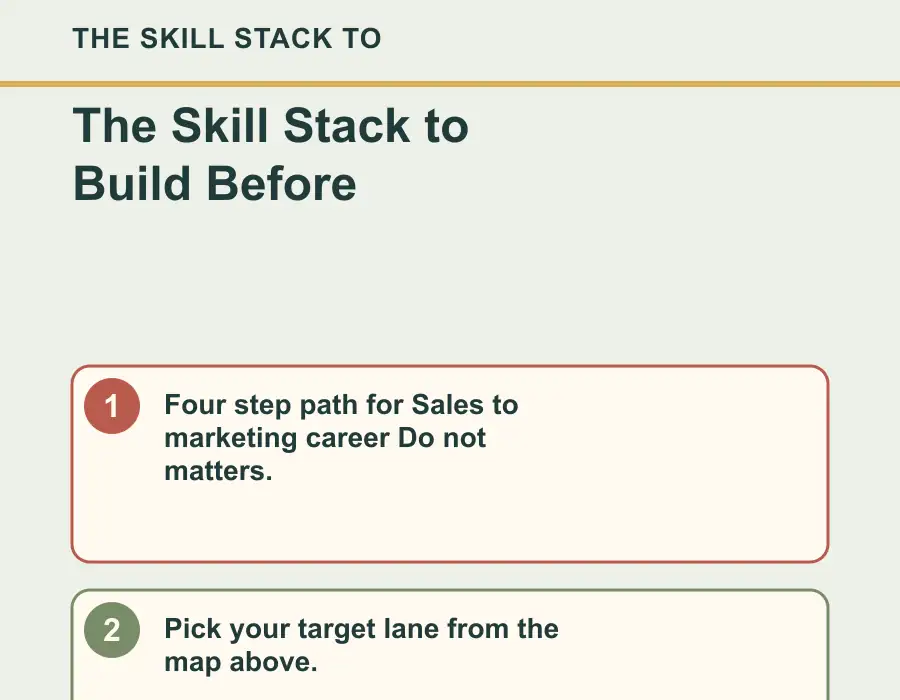 THE SKILL STACK TO
The Skill Stack to
Build Before
1
Four step path for Sales to
marketing career Do not
matters.
2
Pick your target lane from the
map above.